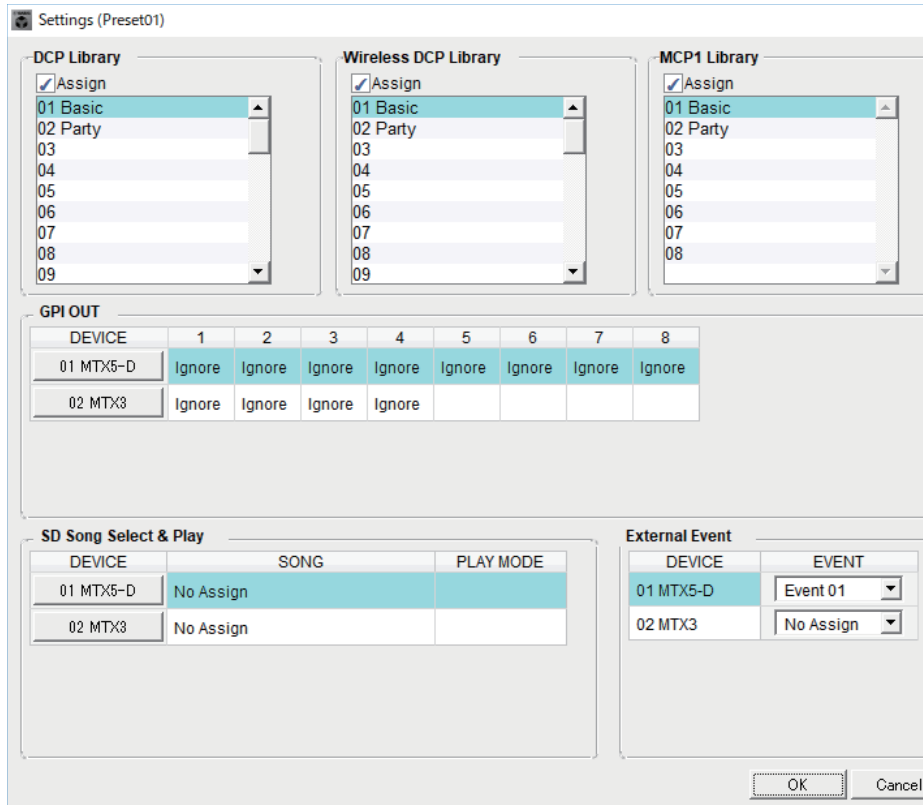 Settings (Preset01)
DCP Library
Wireless DCP Library
MCP1 Library
Assign
Assign
Assign
01 Basic
02 Party
03
04
05
06
07
08
09
01 Basic
02 Party
03
04
05
06
07
08
09
01 Basic
02 Party
03
04
05
06
07
08
GPI OUT
DEVICE 1 2 3 4 5 6 7 8
01 MTX5-D Ignore Ignore Ignore Ignore Ignore Ignore Ignore Ignore
02 MTX3 Ignore Ignore Ignore Ignore
SD Song Select & Play
DEVICE SONG PLAY MODE
01 MTX5-D No Assign
02 MTX3 No Assign
External Event
DEVICE EVENT
01 MTX5-D Event 01
02 MTX3 No Assign
OK Cancel